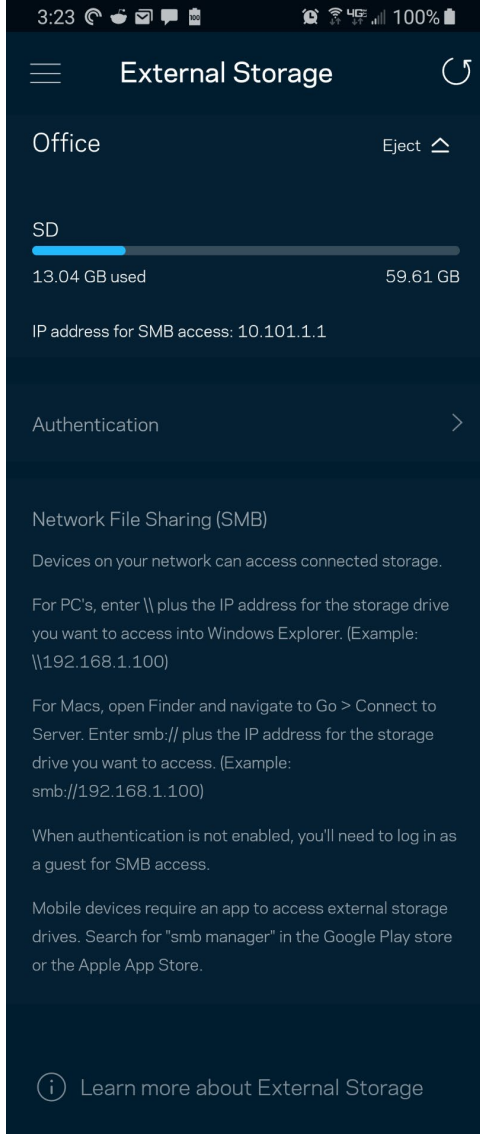 3:23 100%
External Storage
Office Eject
SD
13.04 GB used 59.61 GB
IP address for SMB access: 10.101.1.1
Authentication
Network File Sharing (SMB)
Devices on your network can access connected storage.
For PC's, enter \\ plus the IP address for the storage drive
you want to access into Windows Explorer. (Example:
\\192.168.1.100)
For Macs, open Finder and navigate to Go > Connect to
Server. Enter smb:// plus the IP address for the storage
drive you want to access. (Example:
smb://192.168.1.100)
When authentication is not enabled, you'll need to log in as
a guest for SMB access.
Mobile devices require an app to access external storage
drives. Search for "smb manager" in the Google Play store
or the Apple App Store.
Learn more about External Storage